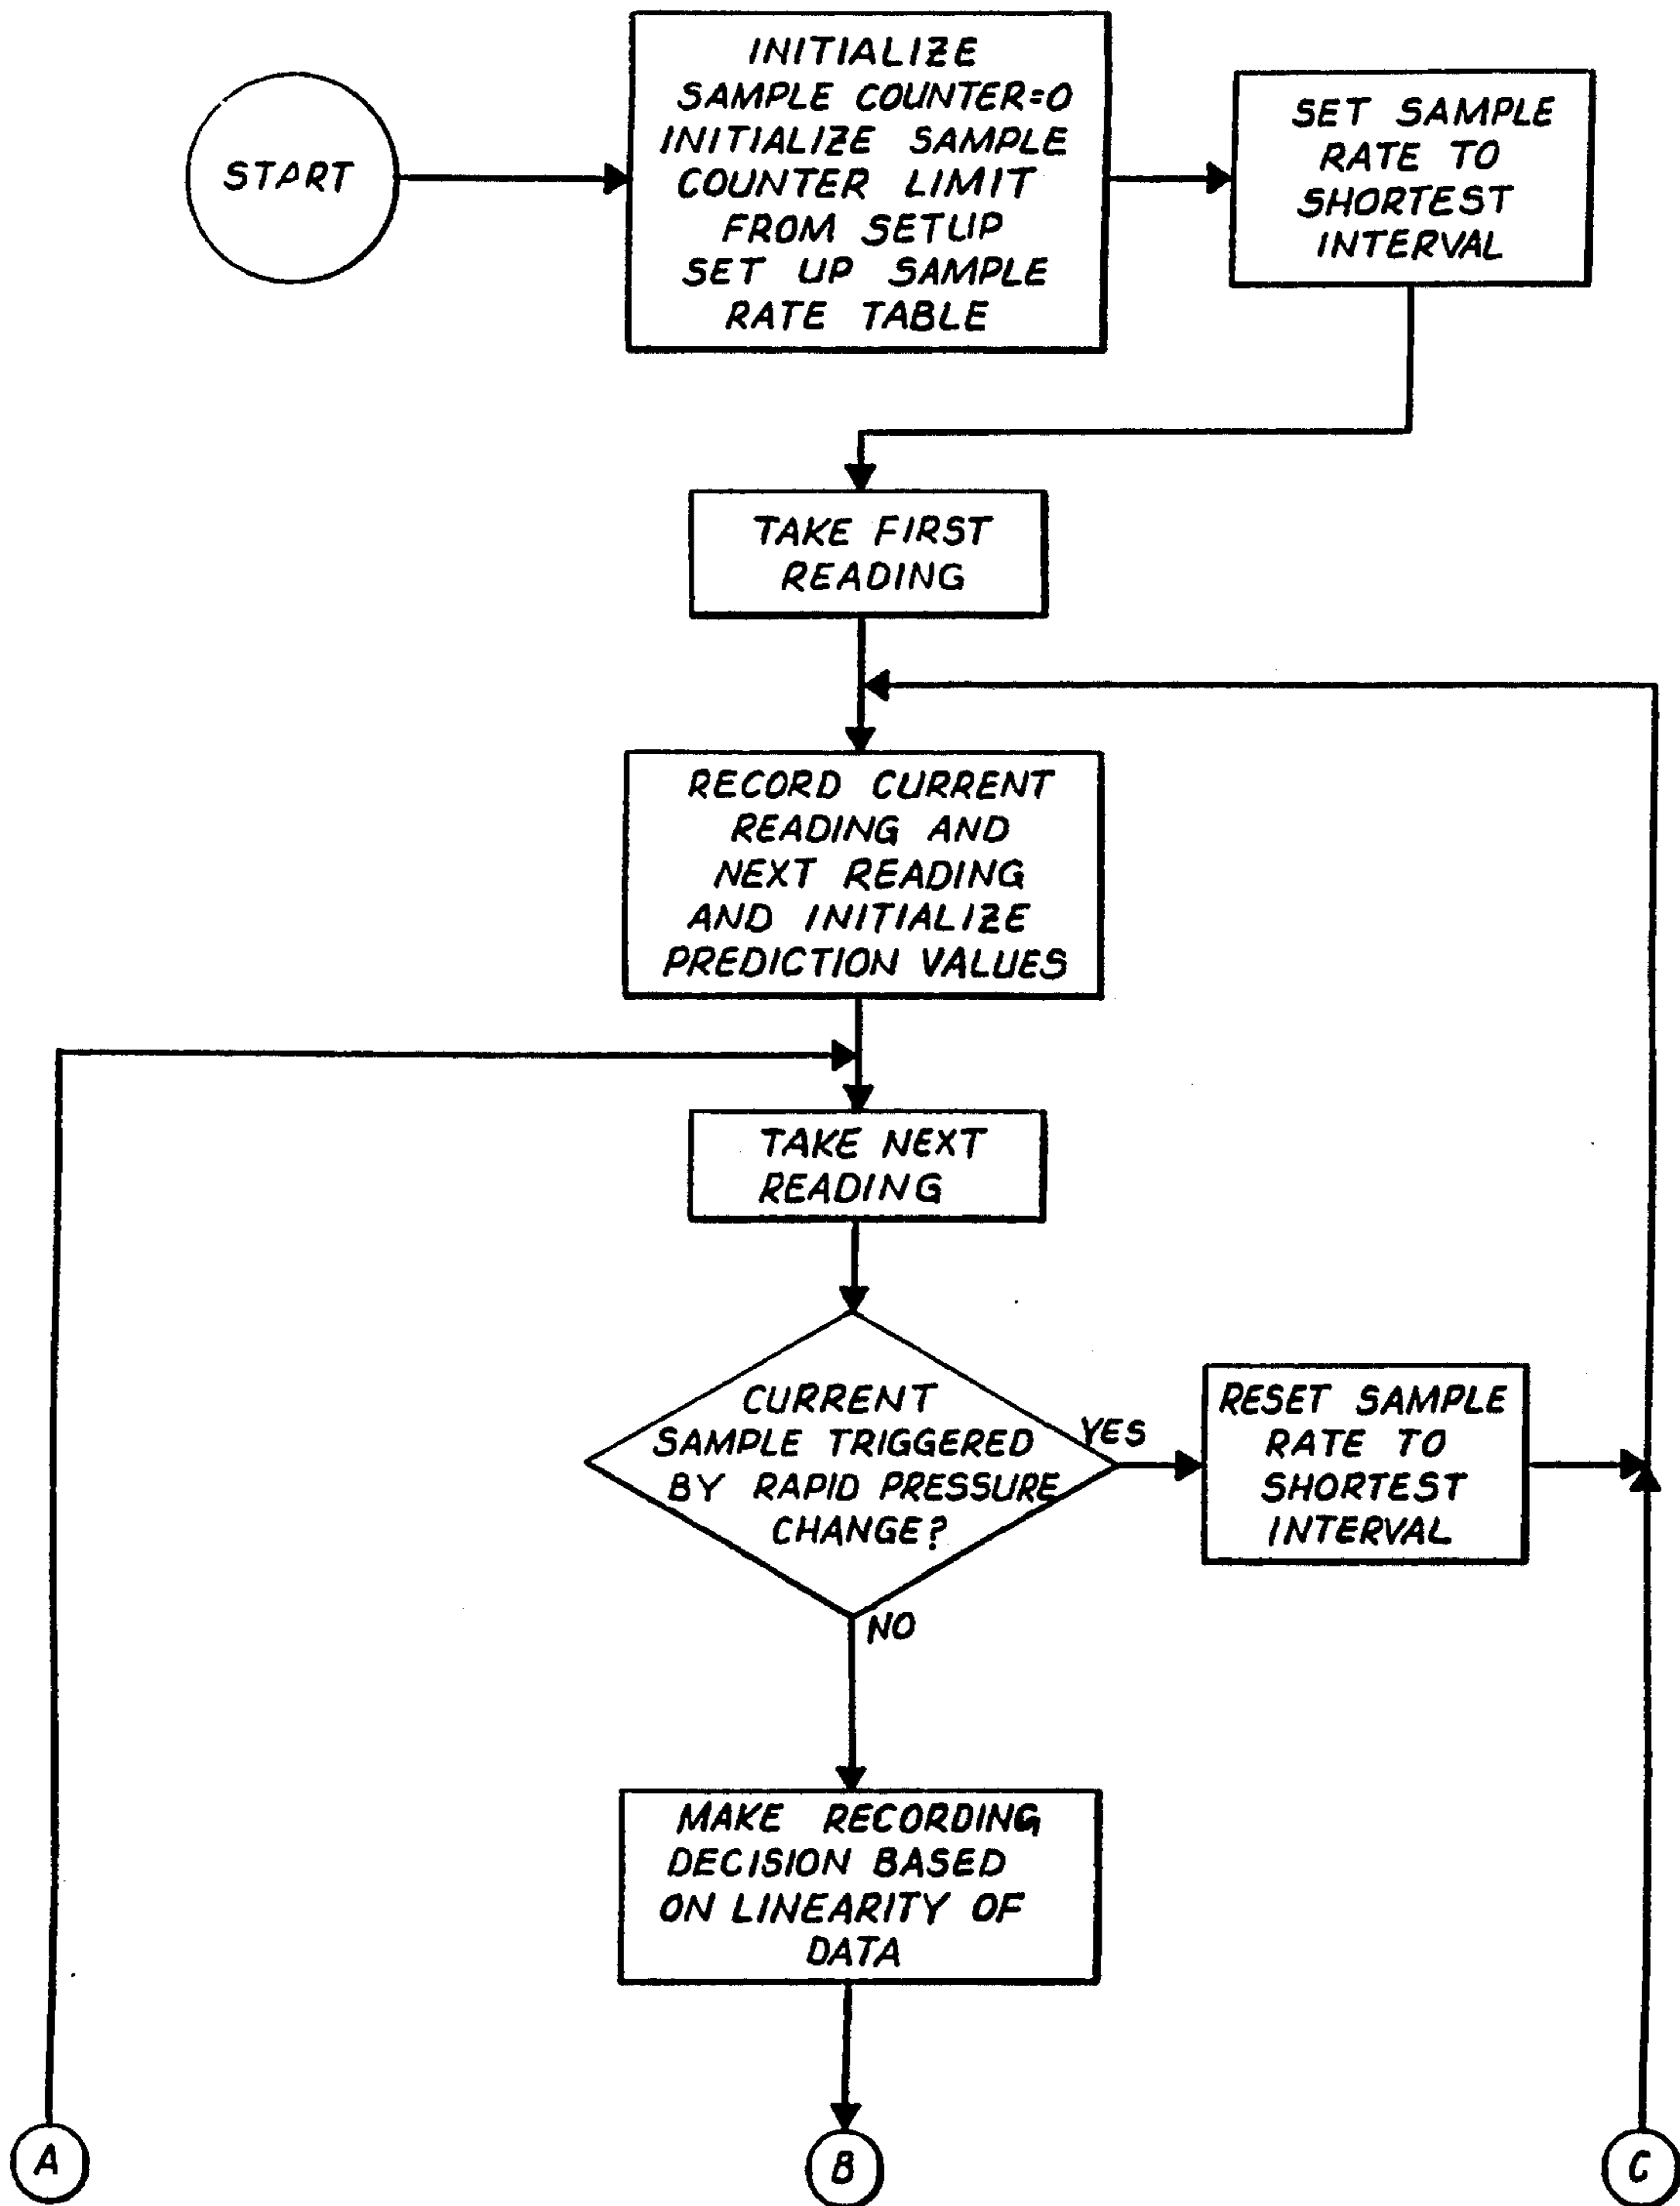 START
INITIALIZE
SAMPLE COUNTER=0
INITIALIZE SAMPLE
COUNTER LIMIT
FROM SETUP
SET UP SAMPLE
RATE TABLE
SET SAMPLE
RATE TO
SHORTEST
INTERVAL
TAKE FIRST
READING
RECORD CURRENT
READING AND
NEXT READING
AND INITIALIZE
PREDICTION VALUES
TAKE NEXT
READING
CURRENT
SAMPLE TRIGGERED
BY RAPID PRESSURE
CHANGE?
YES
RESET SAMPLE
RATE TO
SHORTEST
INTERVAL
NO
MAKE RECORDING
DECISION BASED
ON LINEARITY OF
DATA
A
B
C